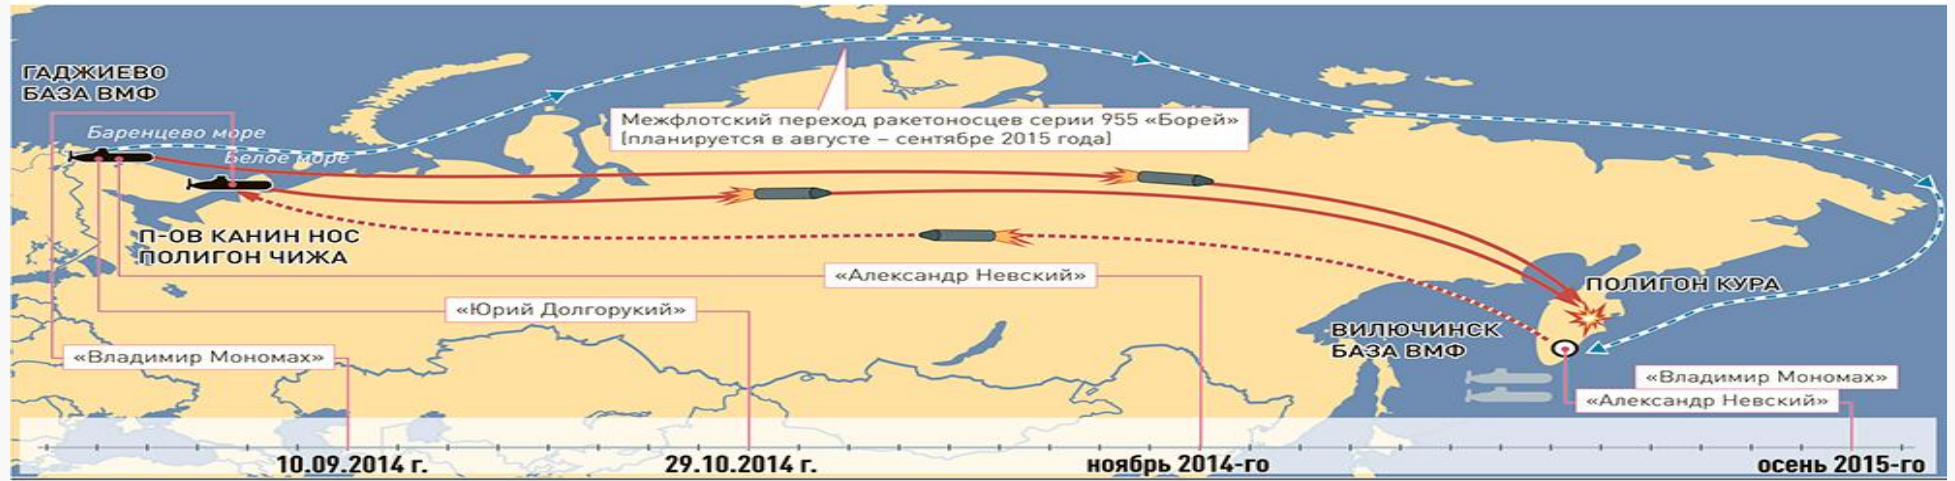 ГАДЖИЕВО
БАЗА ВМФ
Баренцево море
Белое море
Межфлотский переход ракетоносцев серии 955 «Борей»
(планируется в августе – сентябре 2015 года)
П-ОВ КАНИН НОС
ПОЛИГОН ЧИЖА
«Александр Невский»
ПОЛИГОН КУРА
«Юрий Долгорукий»
ВИЛЮЧИНСК
БАЗА ВМФ
«Владимир Мономах»
«Владимир Мономах»
«Александр Невский»
10.09.2014 г.
29.10.2014 г.
ноябрь 2014-го
осень 2015-го